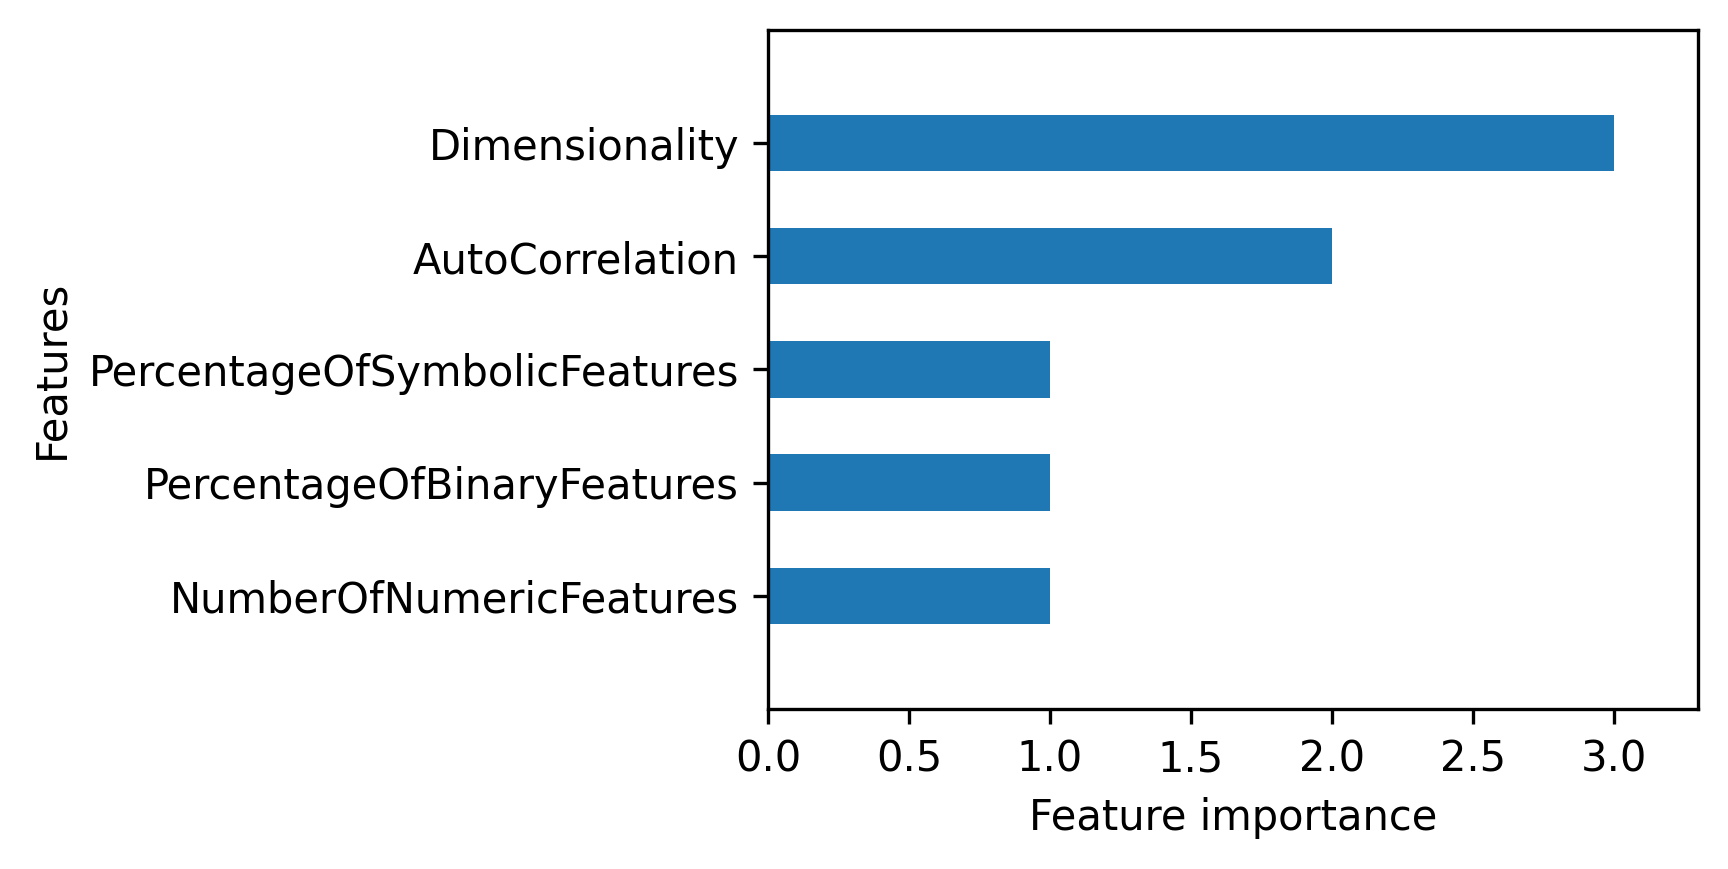 Dimensionality
AutoCorrelation
PercentageOfSymbolicFeatures
PercentageOfBinaryFeatures
NumberOfNumericFeatures
Features
0.0 0.5 1.0 1.5 2.0 2.5 3.0
Feature importance